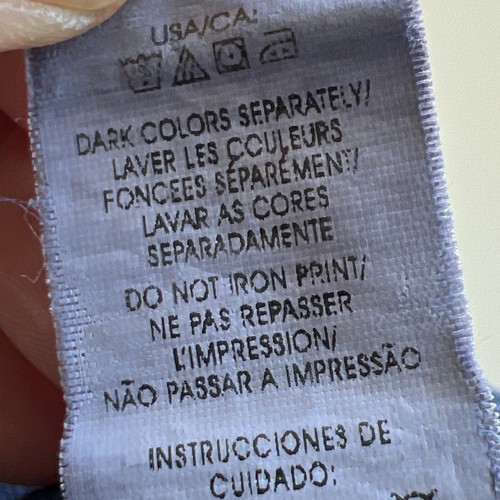 USA/CA:
DARK COLORS SEPARATELY/
LAVER LES COULEURS
FONCEES SÉPARÉMENT/
LAVAR AS CORES
SEPARADAMENTE
DO NOT IRON PRINT/
NE PAS REPASSER
L'IMPRESSION/
NÃO PASSAR A IMPRESSÃO
INSTRUCCIONES DE
CUIDADO: